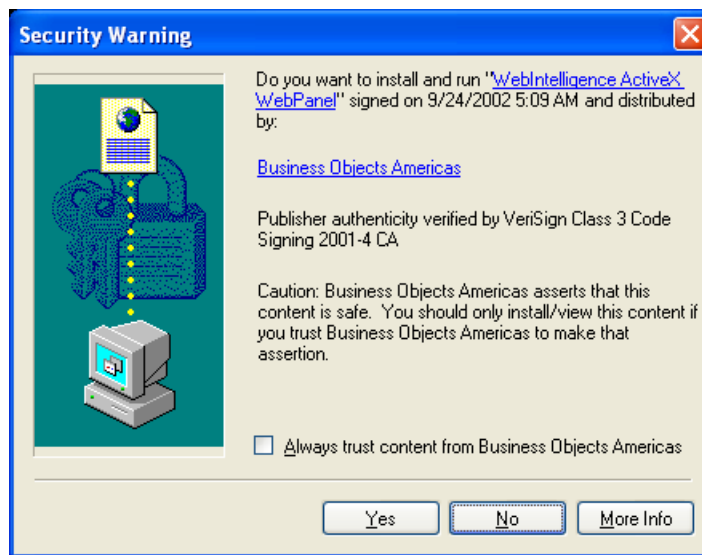 Security Warning
Do you want to install and run "WebIntelligence ActiveX
WebPanel" signed on 9/24/2002 5:09 AM and distributed
by:
Business Objects Americas
Publisher authenticity verified by VeriSign Class 3 Code
Signing 2001-4 CA
Caution: Business Objects Americas asserts that this
content is safe. You should only install/view this content if
you trust Business Objects Americas to make that
assertion.
Always trust content from Business Objects Americas
Yes No More Info